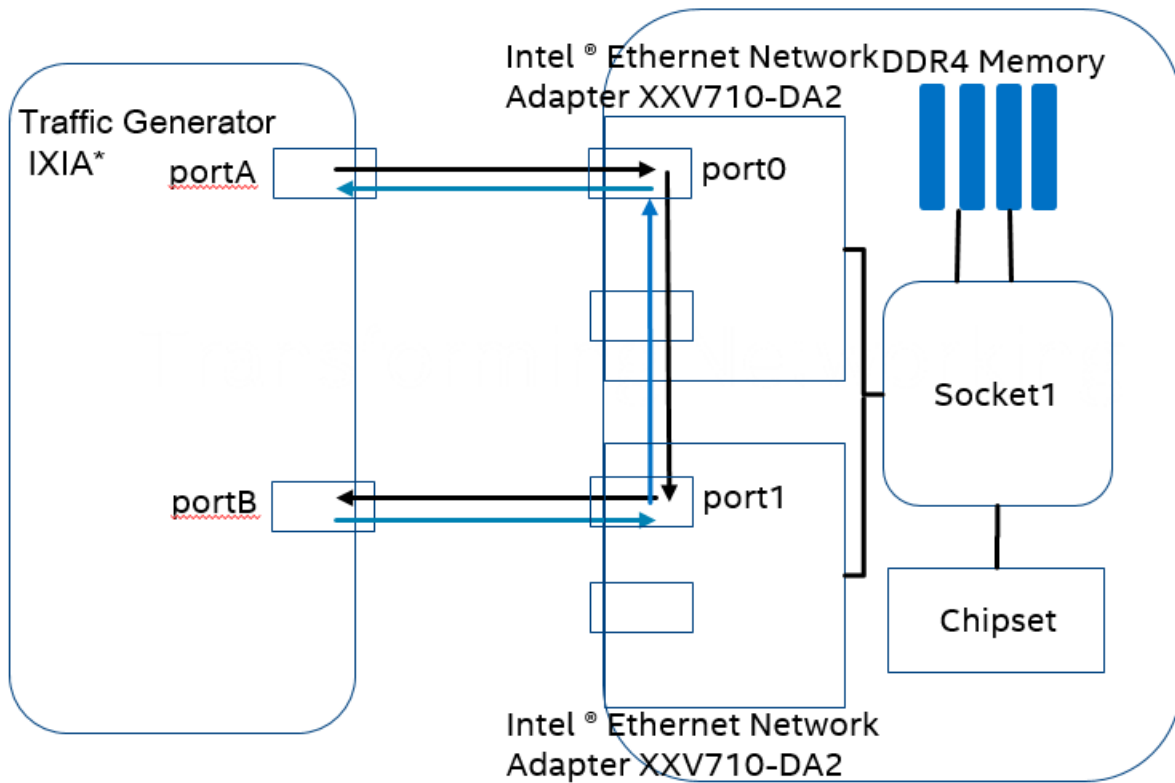 Intel ® Ethernet Network
Adapter XXV710-DA2
DDR4 Memory
Traffic Generator
IXIA*
portA
port0
Socket1
portB
port1
Chipset
Intel ® Ethernet Network
Adapter XXV710-DA2